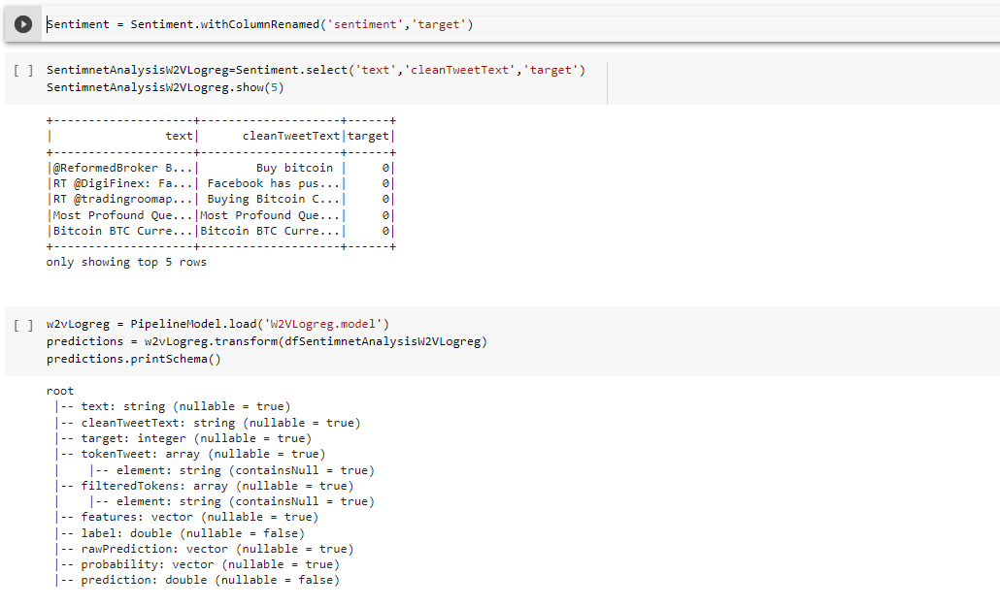 Sentiment = Sentiment.withColumnRenamed('sentiment','target')
[ ] SentimnetAnalysisW2VLogreg=Sentiment.select('text','cleanTweetText','target')
SentimnetAnalysisW2VLogreg.show(5)
+--------------------+--------------------+------+
|                text|      cleanTweetText|target|
+--------------------+--------------------+------+
|@ReformedBroker B...|        Buy bitcoin |     0|
|RT @DigiFinex: Fa...| Facebook has pus...|     0|
|RT @tradingroomap...| Buying Bitcoin C...|     0|
|Most Profound Que...|Most Profound Que...|     0|
|Bitcoin BTC Curre...|Bitcoin BTC Curre...|     0|
+--------------------+--------------------+------+
only showing top 5 rows
[ ] w2vLogreg = PipelineModel.load('W2VLogreg.model')
predictions = w2vLogreg.transform(dfSentimnetAnalysisW2VLogreg)
predictions.printSchema()
root
|-- text: string (nullable = true)
|-- cleanTweetText: string (nullable = true)
|-- target: integer (nullable = true)
|-- tokenTweet: array (nullable = true)
|    |-- element: string (containsNull = true)
|-- filteredTokens: array (nullable = true)
|    |-- element: string (containsNull = true)
|-- features: vector (nullable = true)
|-- label: double (nullable = false)
|-- rawPrediction: vector (nullable = true)
|-- probability: vector (nullable = true)
|-- prediction: double (nullable = false)